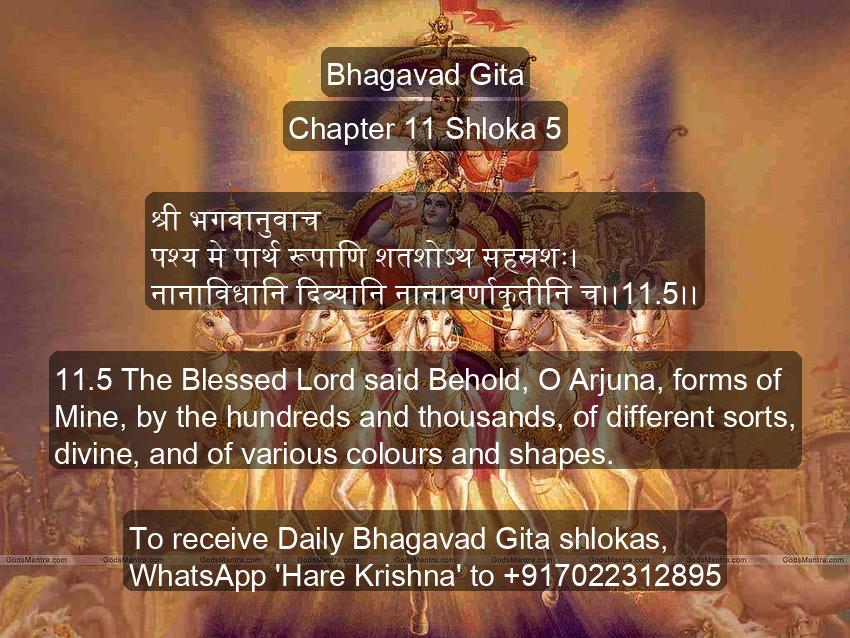 Bhagavad Gita
Chapter 11 Shloka 5
श्री भगवानुवाच
पश्य मे पार्थ रूपाणि शतशोऽथ सहस्रशः।
नानाविधानि दिव्यानि नानावर्णाकृतीनि च।।11.5।।
11.5 The Blessed Lord said Behold, O Arjuna, forms of
Mine, by the hundreds and thousands, of different sorts,
divine, and of various colours and shapes.
To receive Daily Bhagavad Gita shlokas,
GodsMantra.com GodsMantra.com GodsMantra.com GodsMantra.com GodsMantra.com GodsMantra.com GodsMantra.com GodsMantra.com GodsMantra.com
WhatsApp 'Hare Krishna' to +917022312895